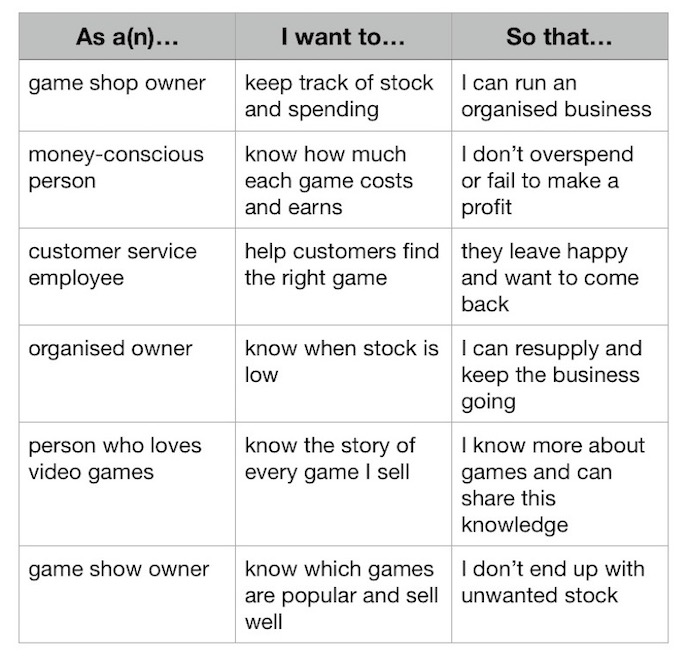 As a(n)… I want to… So that…
game shop owner keep track of stock I can run an
and spending organised business
money-conscious know how much I don't overspend
person each game costs or fail to make a
and earns profit
customer service help customers find they leave happy
employee the right game and want to come
back
organised owner know when stock is I can resupply and
low keep the business
going
person who loves know the story of I know more about
video games every game I sell games and can
share this
knowledge
game show owner know which games I don't end up with
are popular and sell unwanted stock
well